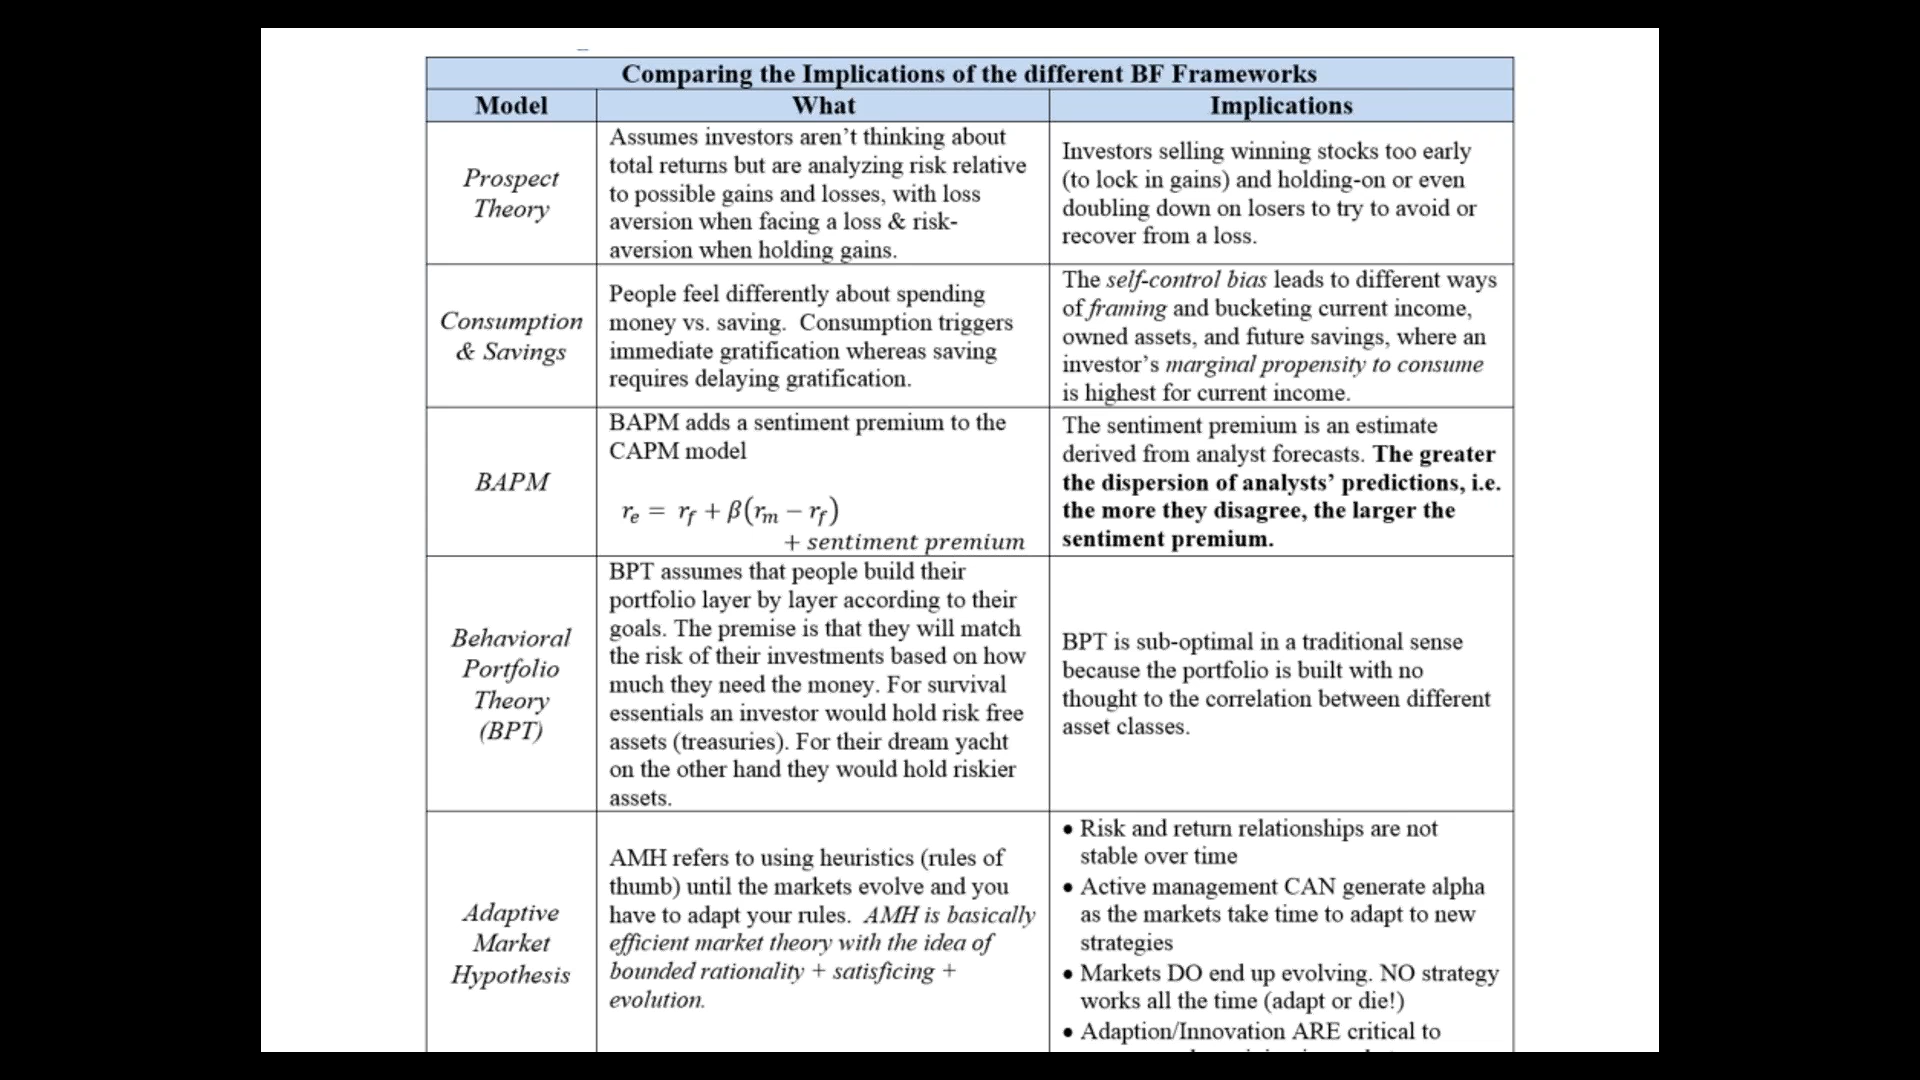 Comparing the Implications of the different BF Frameworks
Model What Implications
Prospect
Theory
Assumes investors aren't thinking about
total returns but are analyzing risk relative
to possible gains and losses, with loss
aversion when facing a loss & risk-
aversion when holding gains.
Investors selling winning stocks too early
(to lock in gains) and holding-on or even
doubling down on losers to try to avoid or
recover from a loss.
Consumption
& Savings
People feel differently about spending
money vs. saving. Consumption triggers
immediate gratification whereas saving
requires delaying gratification.
The self-control bias leads to different ways
of framing and bucketing current income,
owned assets, and future savings, where an
investor's marginal propensity to consume
is highest for current income.
BAPM
BAPM adds a sentiment premium to the
CAPM model
rₑ = r_f + β(r_m − r_f)
+ sentiment premium
The sentiment premium is an estimate
derived from analyst forecasts. The greater
the dispersion of analysts' predictions, i.e.
the more they disagree, the larger the
sentiment premium.
Behavioral
Portfolio
Theory
(BPT)
BPT assumes that people build their
portfolio layer by layer according to their
goals. The premise is that they will match
the risk of their investments based on how
much they need the money. For survival
essentials an investor would hold risk free
assets (treasuries). For their dream yacht
on the other hand they would hold riskier
assets.
BPT is sub-optimal in a traditional sense
because the portfolio is built with no
thought to the correlation between different
asset classes.
Adaptive
Market
Hypothesis
AMH refers to using heuristics (rules of
thumb) until the markets evolve and you
have to adapt your rules. AMH is basically
efficient market theory with the idea of
bounded rationality + satisficing +
evolution.
• Risk and return relationships are not
stable over time
• Active management CAN generate alpha
as the markets take time to adapt to new
strategies
• Markets DO end up evolving. NO strategy
works all the time (adapt or die!)
• Adaption/Innovation ARE critical to